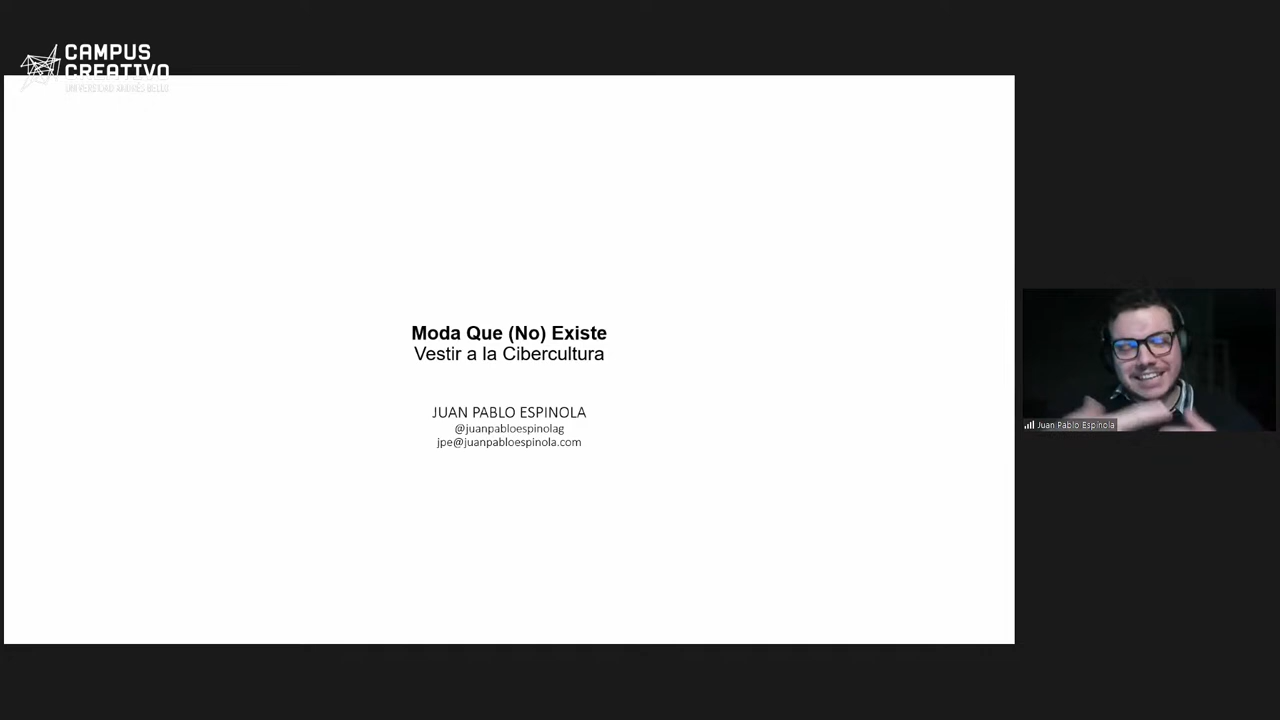 CAMPUS
CREATIVO
UNIVERSIDAD ANDRÉS BELLO
Moda Que (No) Existe
Vestir a la Cibercultura
JUAN PABLO ESPINOLA
@juanpabloespinolag
jpe@juanpabloespinola.com
Juan Pablo Espinola